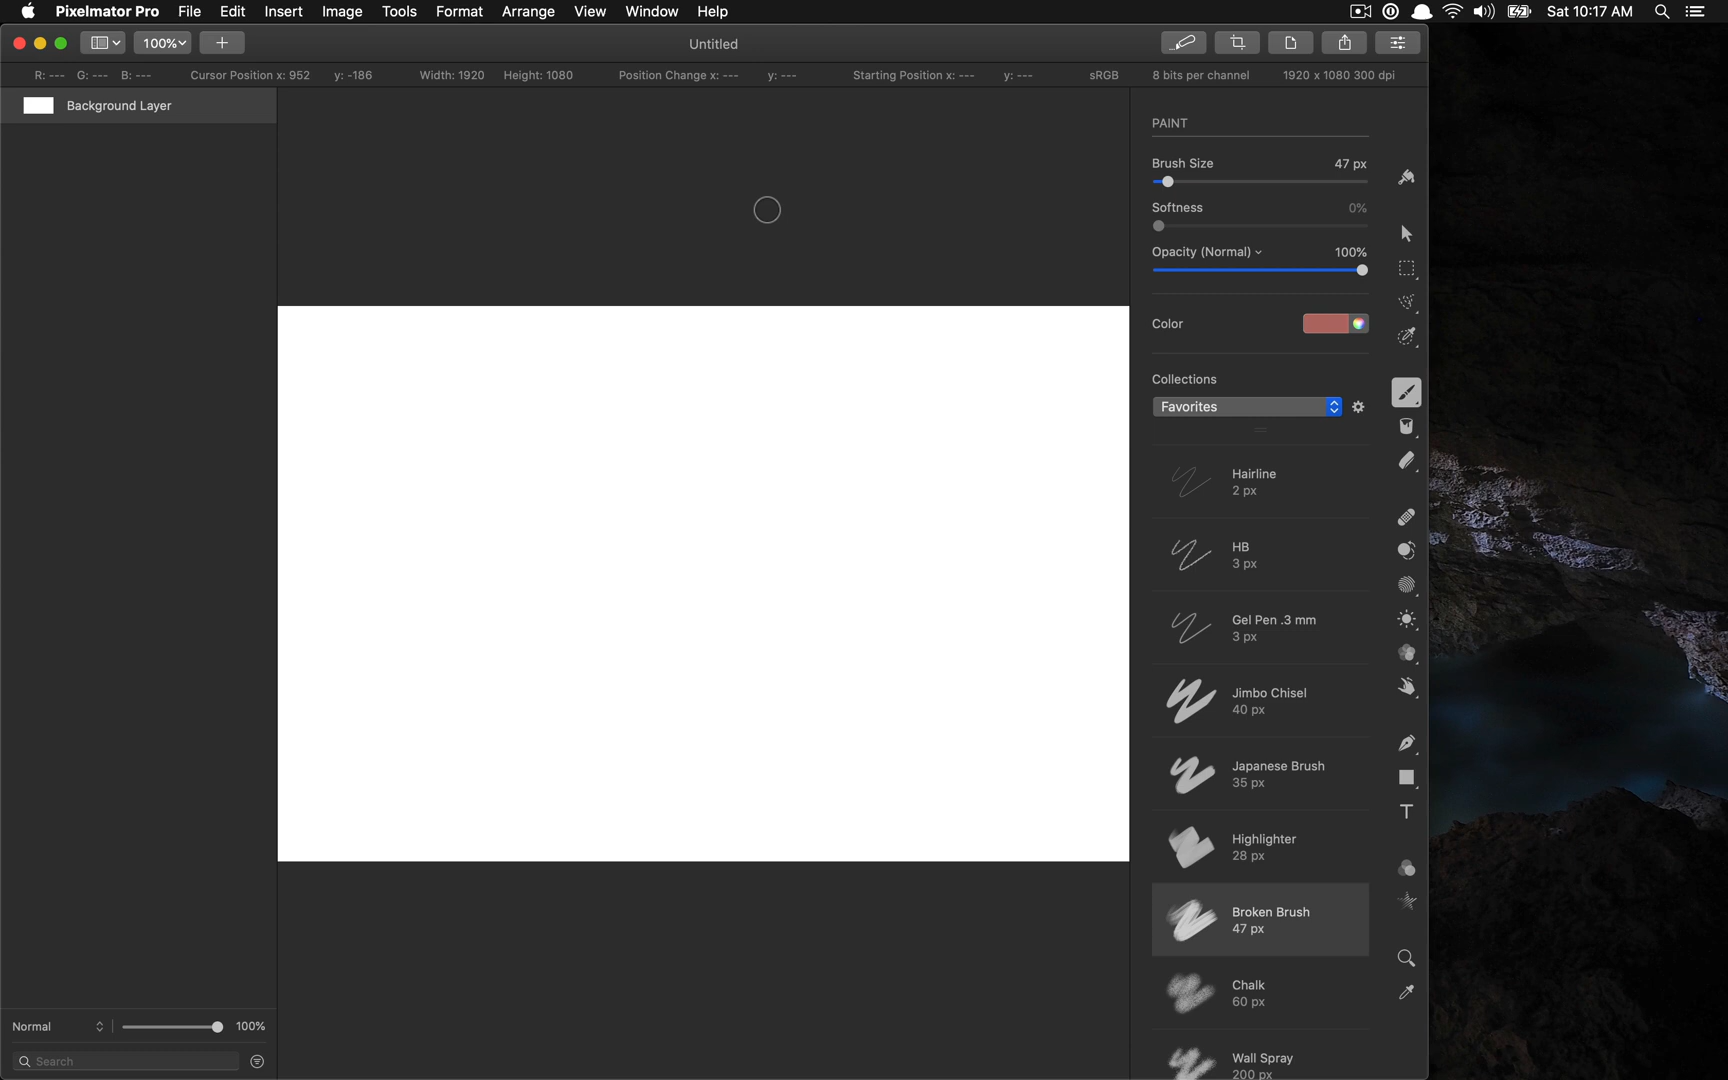 Pixelmator Pro File Edit Insert Image Tools Format Arrange View Window Help Sat 10:17 AM
100% Untitled
R: --- G: --- B: --- Cursor Position x: 952 y: -186 Width: 1920 Height: 1080 Position Change x: --- y: --- Starting Position x: --- y: --- sRGB 8 bits per channel 1920 x 1080 300 dpi
Background Layer
PAINT
Brush Size 47 px
Softness 0%
Opacity (Normal) 100%
Color
Collections
Favorites
Hairline
2 px
HB
3 px
Gel Pen .3 mm
3 px
Jimbo Chisel
40 px
Japanese Brush
35 px
Highlighter
28 px
Broken Brush
47 px
Chalk
60 px
Wall Spray
200 px
Normal 100%
Search